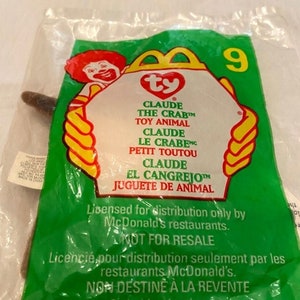 9
ty
CLAUDE
THE CRAB™
TOY ANIMAL
CLAUDE
LE CRABE
PETIT TOUTOU
CLAUDE
EL CANGREJO™
JUGUETE DE ANIMAL
Licensed for distribution only by
McDonald's restaurants.
NOT FOR RESALE
Licencié pour distribution seulement par les
restaurants McDonald's.
NON DESTINÉ À LA REVENTE